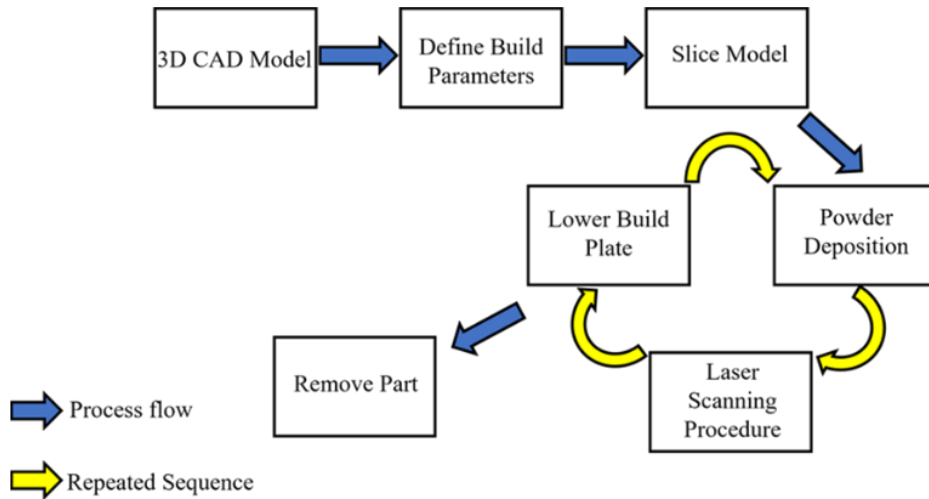 3D CAD Model
Define Build
Parameters
Slice Model
Lower Build
Plate
Powder
Deposition
Laser
Scanning
Procedure
Remove Part
Process flow
Repeated Sequence